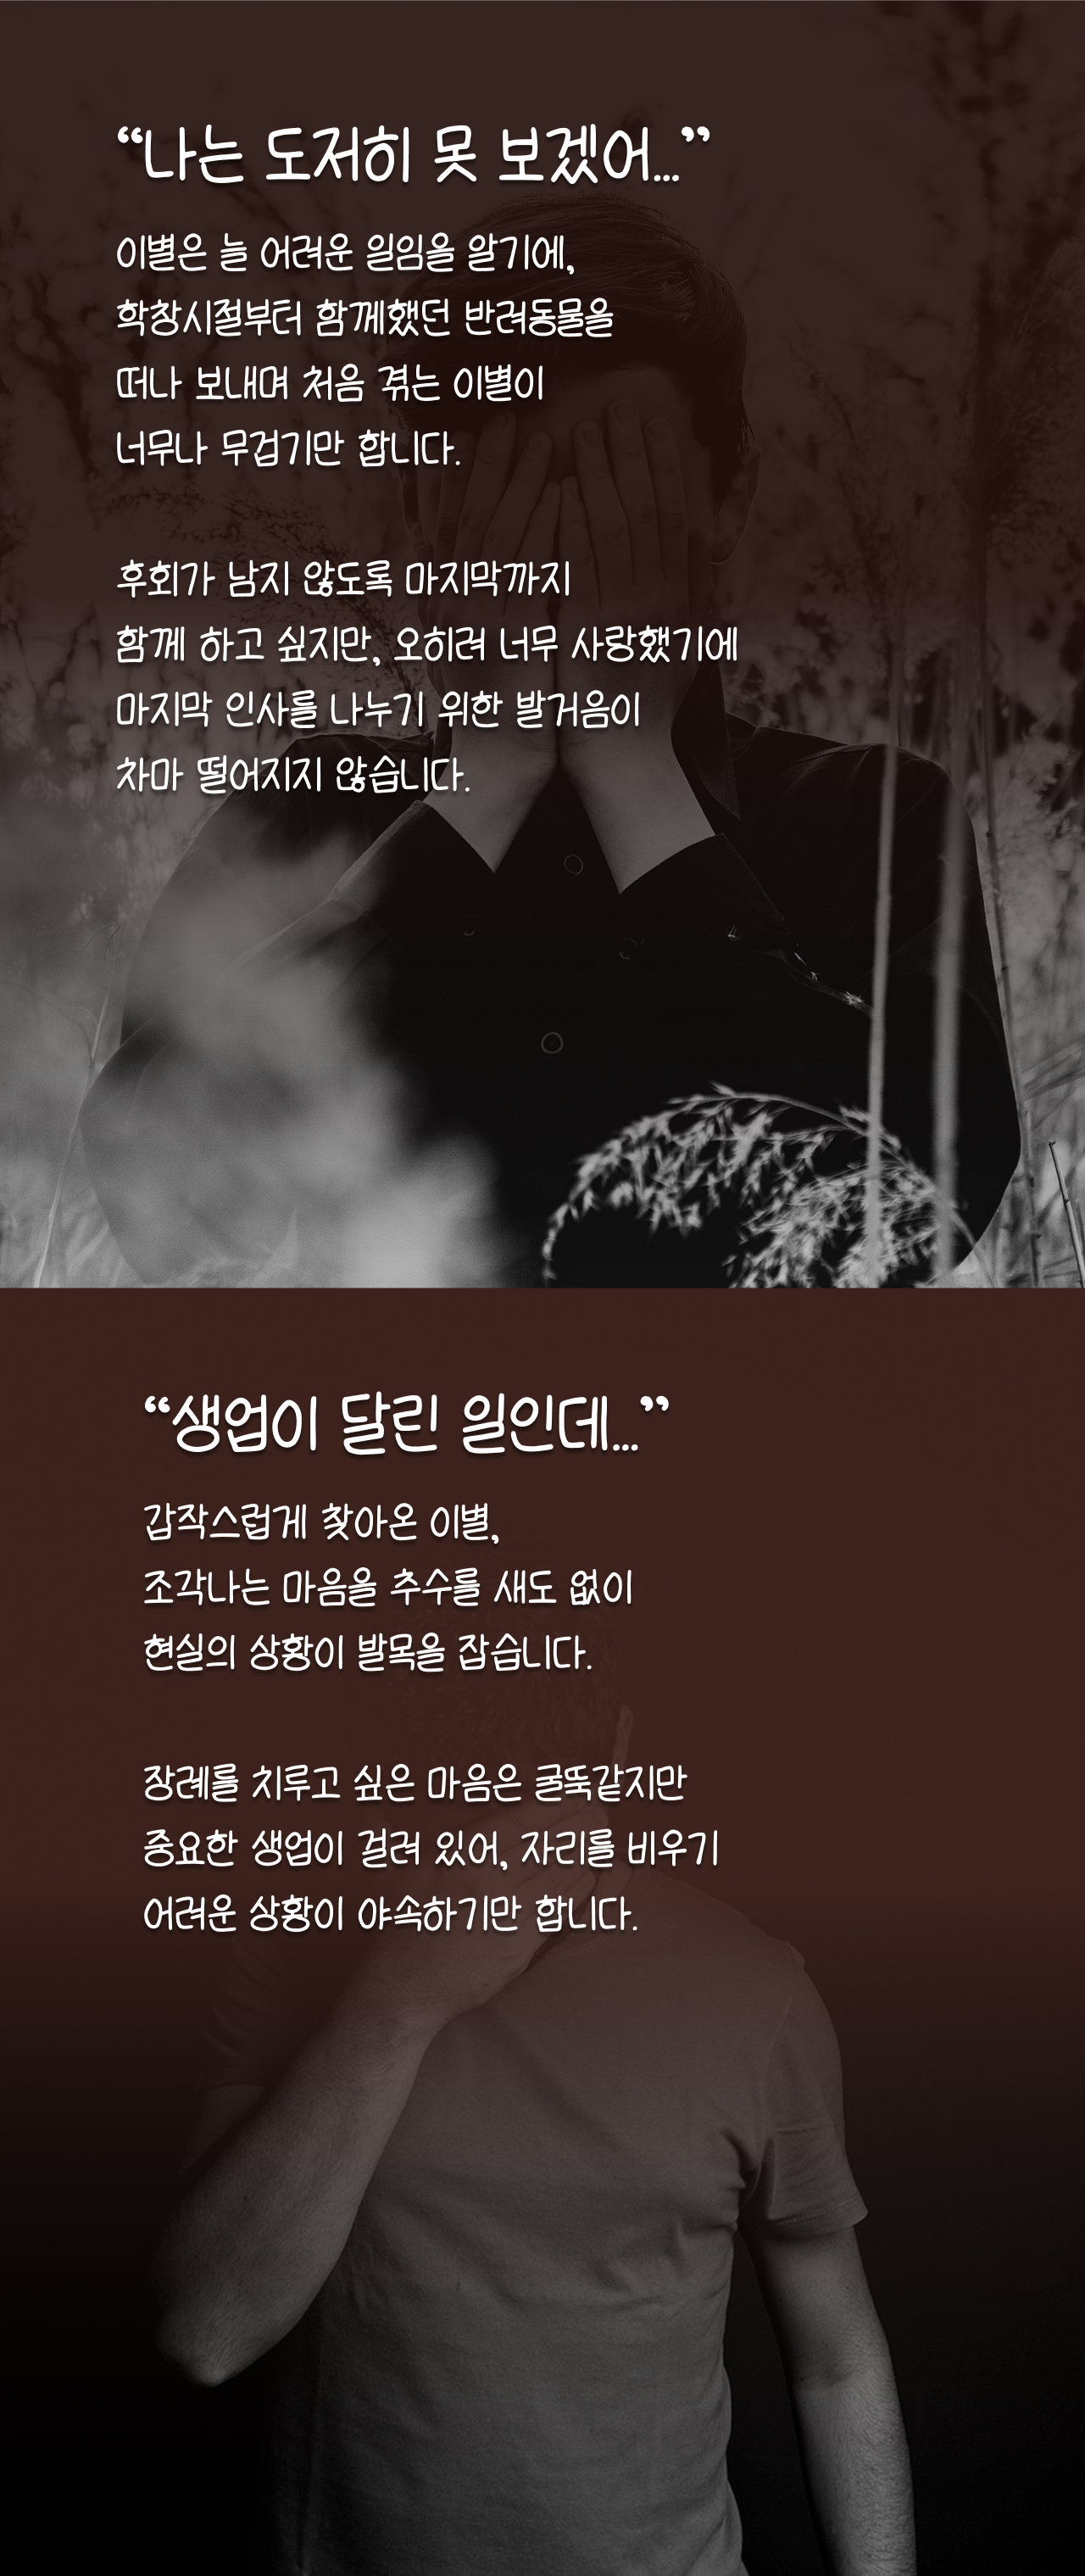 “나는 도저히 못 보겠어...”
이별은 늘 어려운 일임을 알기에,
학창시절부터 함께했던 반려동물을
떠나 보내며 처음 겪는 이별이
너무나 무겁기만 합니다.
후회가 남지 않도록 마지막까지
함께 하고 싶지만, 오히려 너무 사랑했기에
마지막 인사를 나누기 위한 발거음이
차마 떨어지지 않습니다.
“생업이 달린 일인데...”
갑작스럽게 찾아온 이별,
조각나는 마음을 추수를 새도 없이
현실의 상황이 발목을 잡습니다.
장례를 치루고 싶은 마음은 굴뚝같지만
중요한 생업이 걸려 있어, 자리를 비우기
어려운 상황이 야속하기만 합니다.